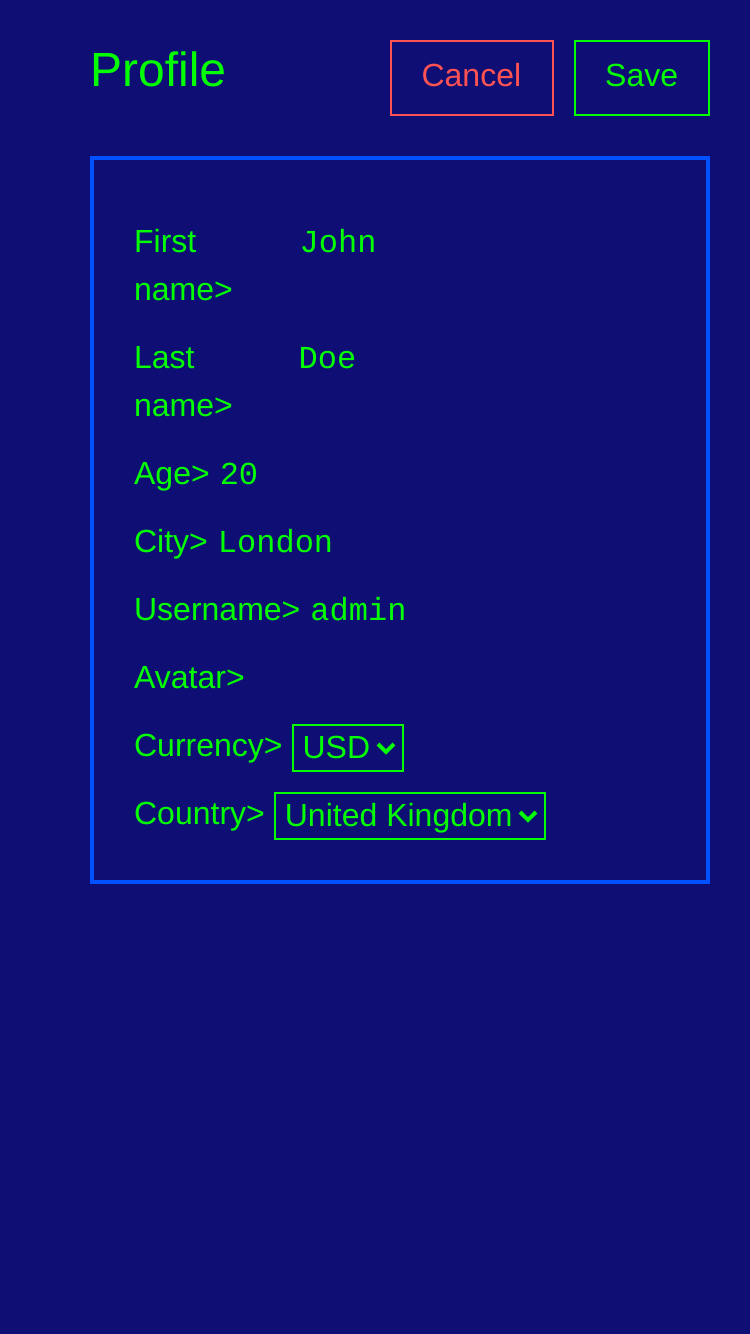 Profile Cancel Save
First John
name>
Last Doe
name>
Age> 20
City> London
Username> admin
Avatar>
Currency> USD
Country> United Kingdom